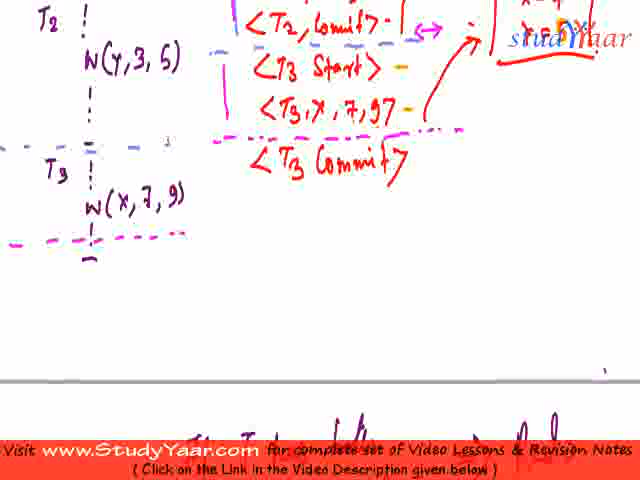 T2
W(Y, 3, 5)
T3
W(X, 7, 9)
<T2, Commit>
<T3 Start>
<T3, X, 7, 9>
<T3 Commit>
studYaar
Visit www.StudyYaar.com for complete set of Video Lessons & Revision Notes
( Click on the Link in the Video Description given below )